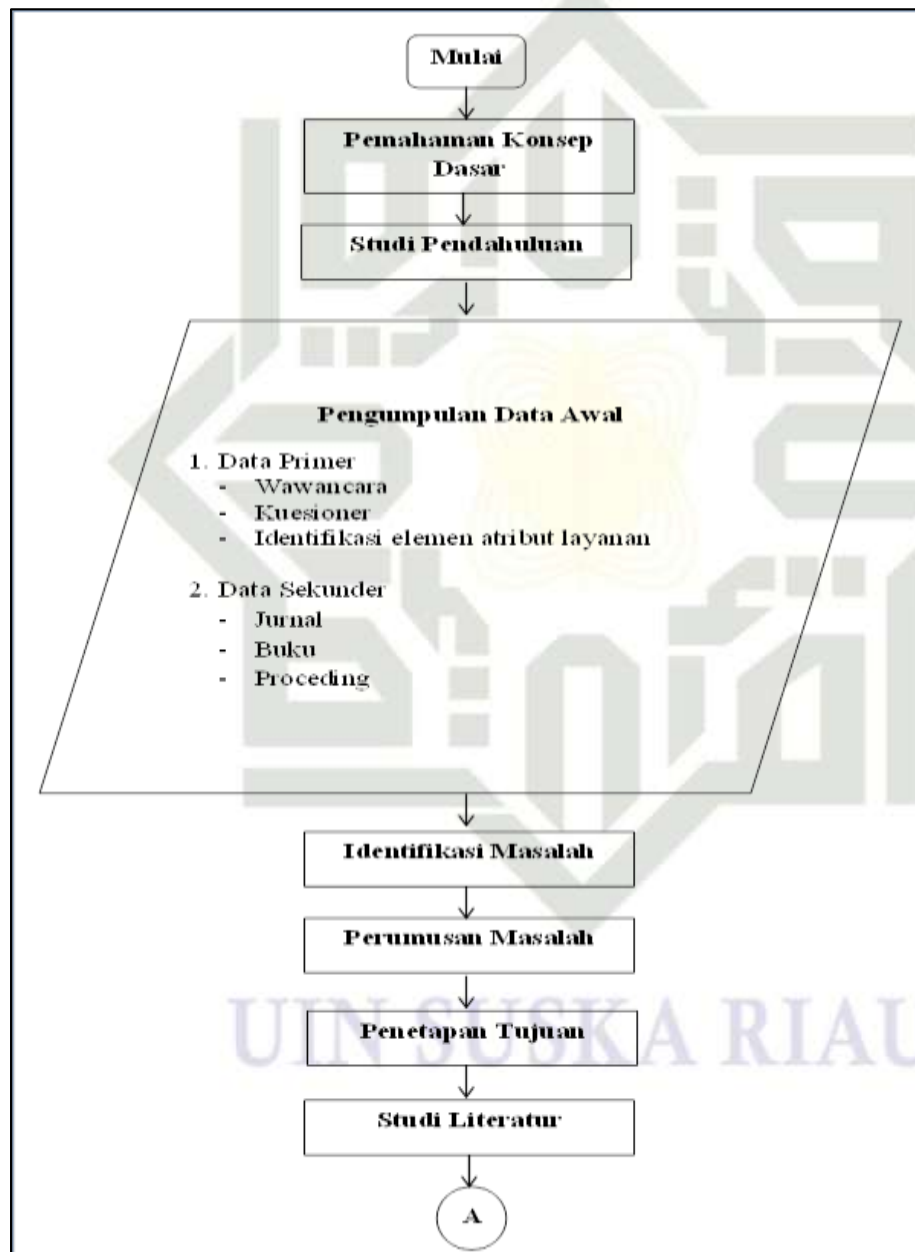 Mulai
Pemahaman Konsep
Dasar
Studi Pendahuluan
Pengumpulan Data Awal
1. Data Primer
- Wawancara
- Kuesioner
- Identifikasi elemen atribut layanan
2. Data Sekunder
- Jurnal
- Buku
- Proceding
Identifikasi Masalah
Perumusan Masalah
UIN SUSKA RIAU
Penetapan Tujuan
Studi Literatur
A